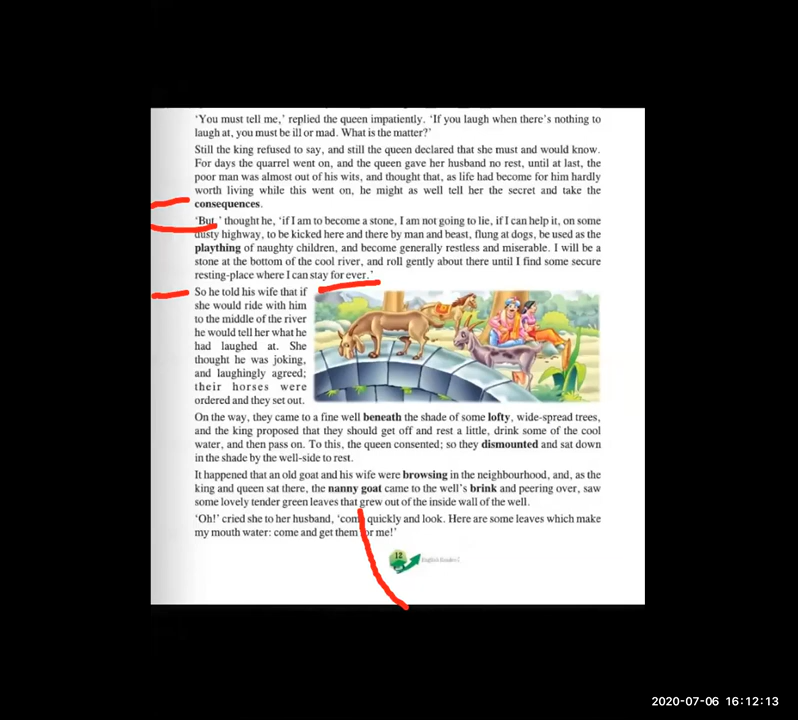 ‘You must tell me,’ replied the queen impatiently. ‘If you laugh when there’s nothing to
laugh at, you must be ill or mad. What is the matter?’
Still the king refused to say, and still the queen declared that she must and would know.
For days the quarrel went on, and the queen gave her husband no rest, until at last, the
poor man was almost out of his wits, and thought that, as life had become for him hardly
worth living while this went on, he might as well tell her the secret and take the
consequences.
‘But,’ thought he, ‘if I am to become a stone, I am not going to lie, if I can help it, on some
dusty highway, to be kicked here and there by man and beast, flung at dogs, be used as the
plaything of naughty children, and become generally restless and miserable. I will be a
stone at the bottom of the cool river, and roll gently about there until I find some secure
resting-place where I can stay for ever.’
So he told his wife that if
she would ride with him
to the middle of the river
he would tell her what he
had laughed at. She
thought he was joking,
and laughingly agreed;
their horses were
ordered and they set out.
On the way, they came to a fine well beneath the shade of some lofty, wide-spread trees,
and the king proposed that they should get off and rest a little, drink some of the cool
water, and then pass on. To this, the queen consented; so they dismounted and sat down
in the shade by the well-side to rest.
It happened that an old goat and his wife were browsing in the neighbourhood, and, as the
king and queen sat there, the nanny goat came to the well’s brink and peering over, saw
some lovely tender green leaves that grew out of the inside wall of the well.
‘Oh!’ cried she to her husband, ‘come quickly and look. Here are some leaves which make
my mouth water: come and get them for me!’
12
2020-07-06 16:12:13